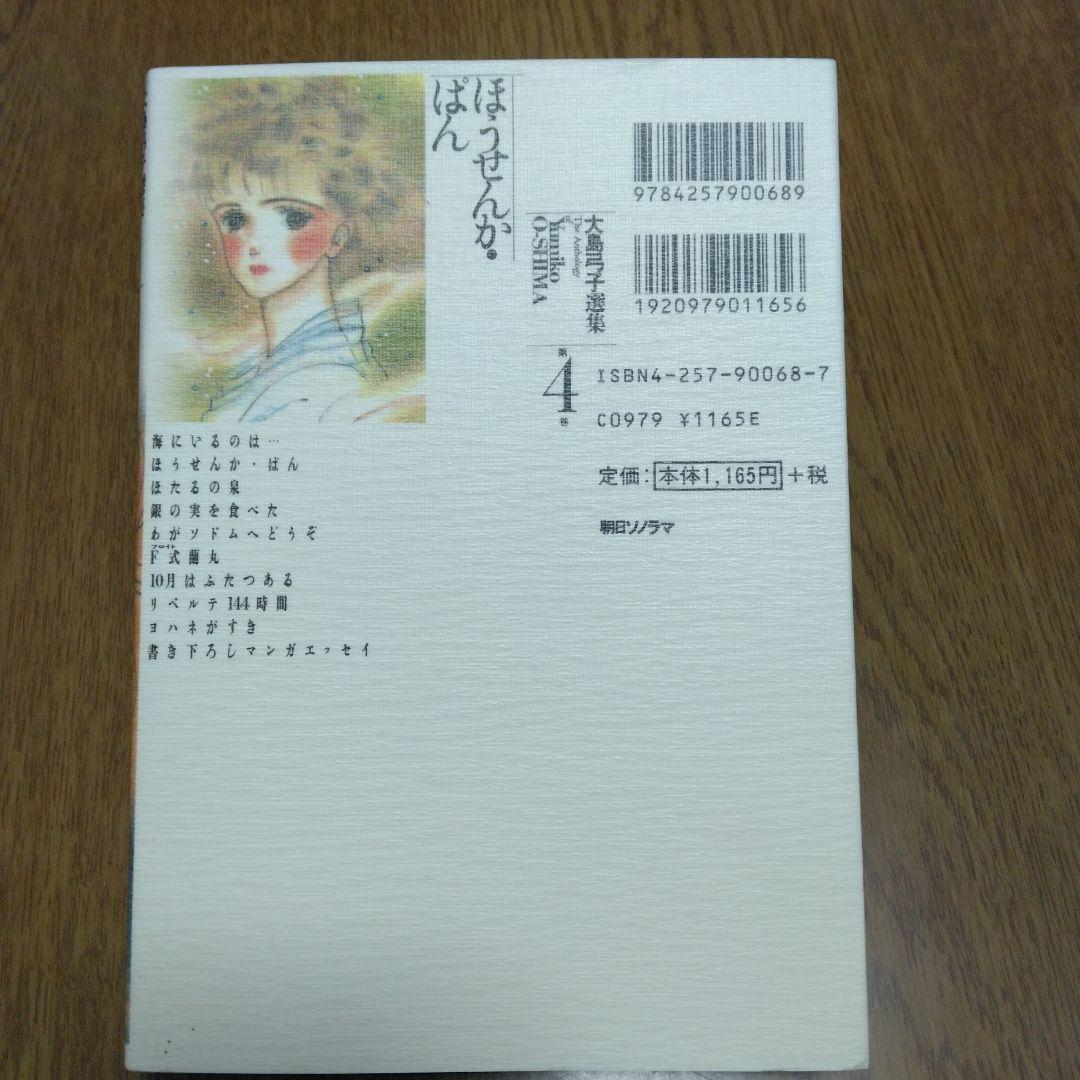 ほうせんか・
ぱん
大島弓子選集
The Anthology
of
Yumiko
O-SHIMA
第
4
巻
9784257900689
1920979011656
ISBN4-257-90068-7
C0979 ¥1165E
定価:本体1,165円+税
朝日ソノラマ
海にいるのは…
ほうせんか・ぱん
ほたるの泉
銀の実を食べた
わがソドムへどうぞ
フロイト
F式蘭丸
10月はふたつある
リベルテ144時間
ヨハネがすき
書き下ろしマンガエッセイ